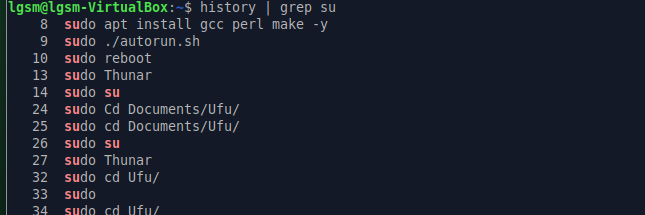 lgsm@lgsm-VirtualBox:~$ history | grep su
8 sudo apt install gcc perl make -y
9 sudo ./autorun.sh
10 sudo reboot
13 sudo Thunar
14 sudo su
24 sudo Cd Documents/Ufu/
25 sudo cd Documents/Ufu/
26 sudo su
27 sudo Thunar
32 sudo cd Ufu/
33 sudo
34 sudo cd Ufu/